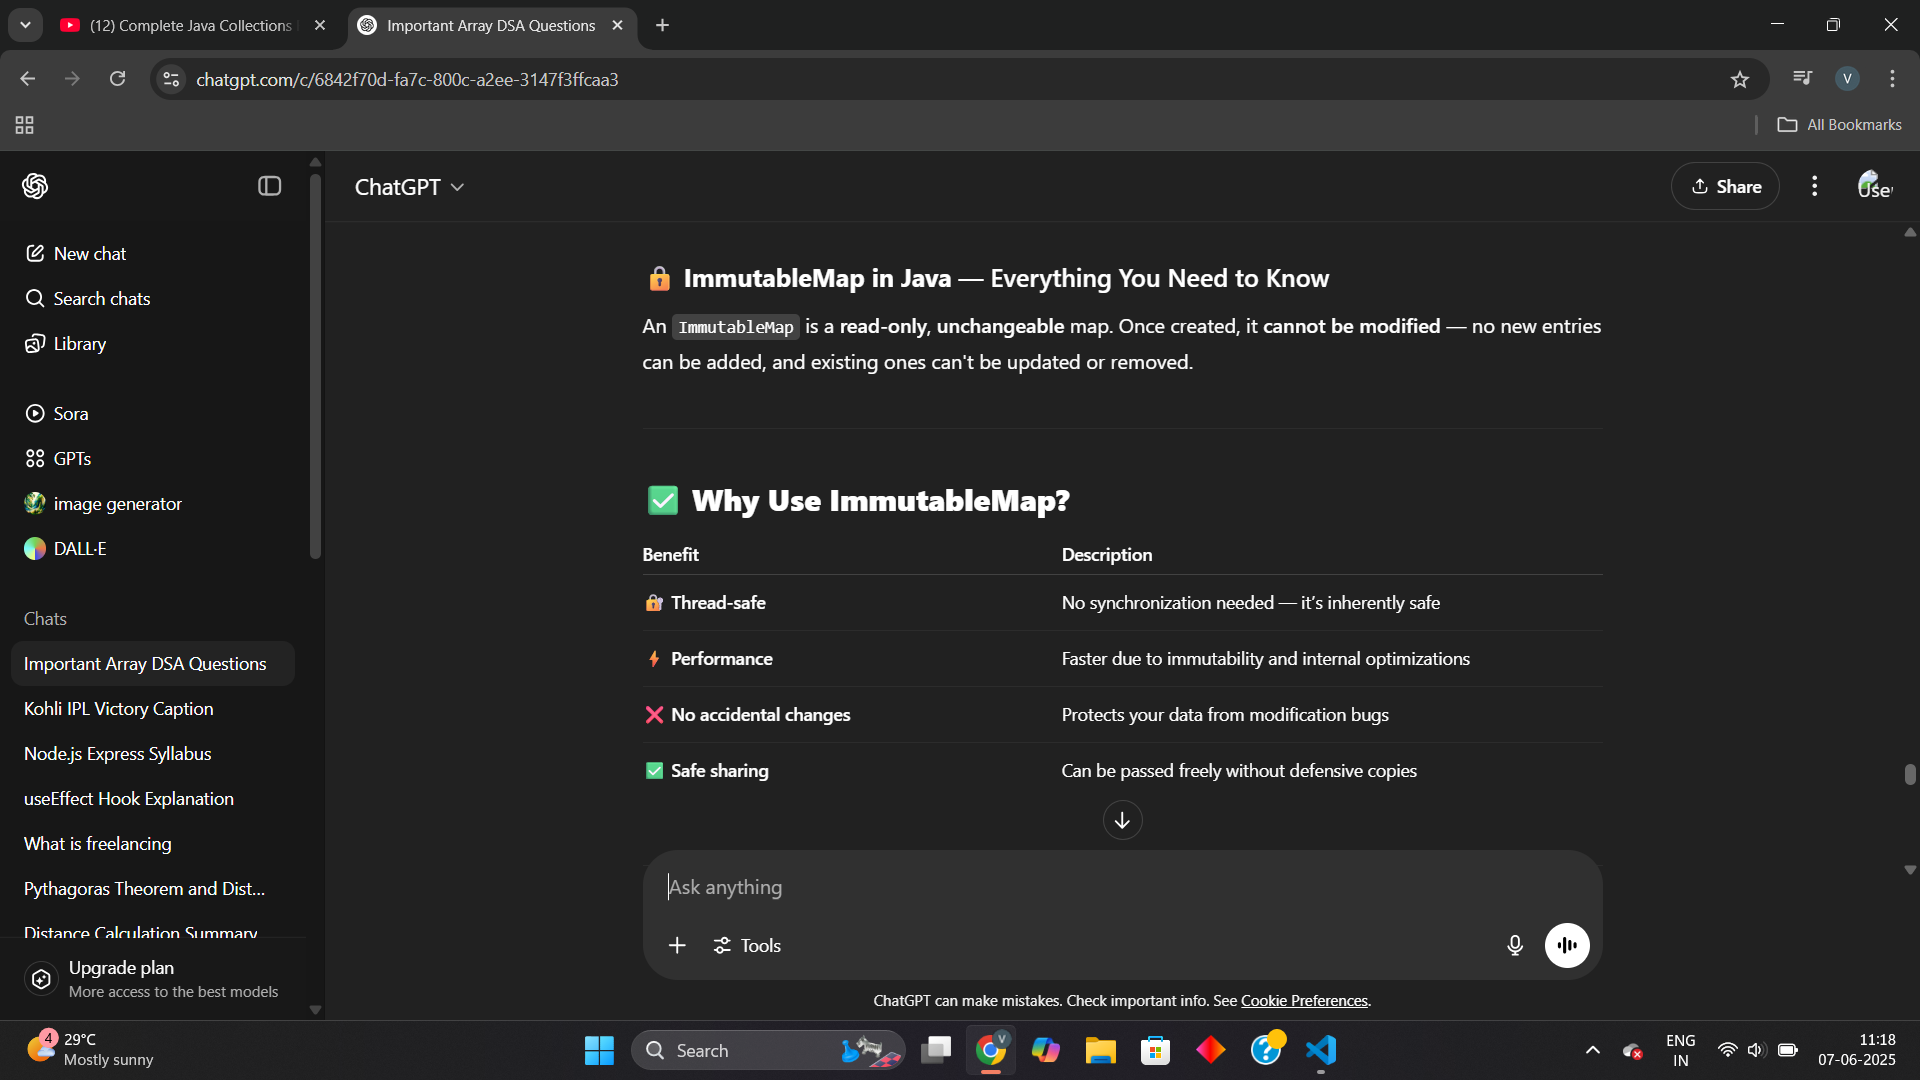 (12) Complete Java Collections
Important Array DSA Questions
chatgpt.com/c/6842f70d-fa7c-800c-a2ee-3147f3ffcaa3
V
All Bookmarks
ChatGPT
Share
User
New chat
Search chats
Library
Sora
GPTs
image generator
DALL·E
Chats
Important Array DSA Questions
Kohli IPL Victory Caption
Node.js Express Syllabus
useEffect Hook Explanation
What is freelancing
Pythagoras Theorem and Dist...
Distance Calculation Summary
Upgrade plan
More access to the best models
ImmutableMap in Java — Everything You Need to Know
An ImmutableMap is a read-only, unchangeable map. Once created, it cannot be modified — no new entries
can be added, and existing ones can't be updated or removed.
Why Use ImmutableMap?
Benefit Description
Thread-safe No synchronization needed — it’s inherently safe
Performance Faster due to immutability and internal optimizations
No accidental changes Protects your data from modification bugs
Safe sharing Can be passed freely without defensive copies
Ask anything
Tools
ChatGPT can make mistakes. Check important info. See Cookie Preferences.
4
29°C
Mostly sunny
Search
V
ENG
IN
11:18
07-06-2025